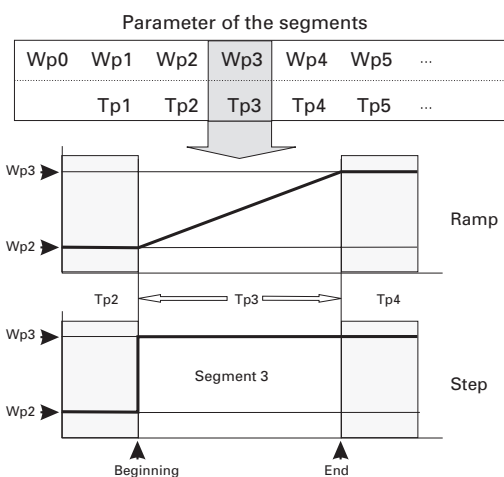 Parameter of the segments
Wp0 Wp1 Wp2 Wp3 Wp4 Wp5 ...
Tp1 Tp2 Tp3 Tp4 Tp5 ...
Wp3
Ramp
Wp2
Tp2 Tp3 Tp4
Wp3
Segment 3
Step
Wp2
Beginning End